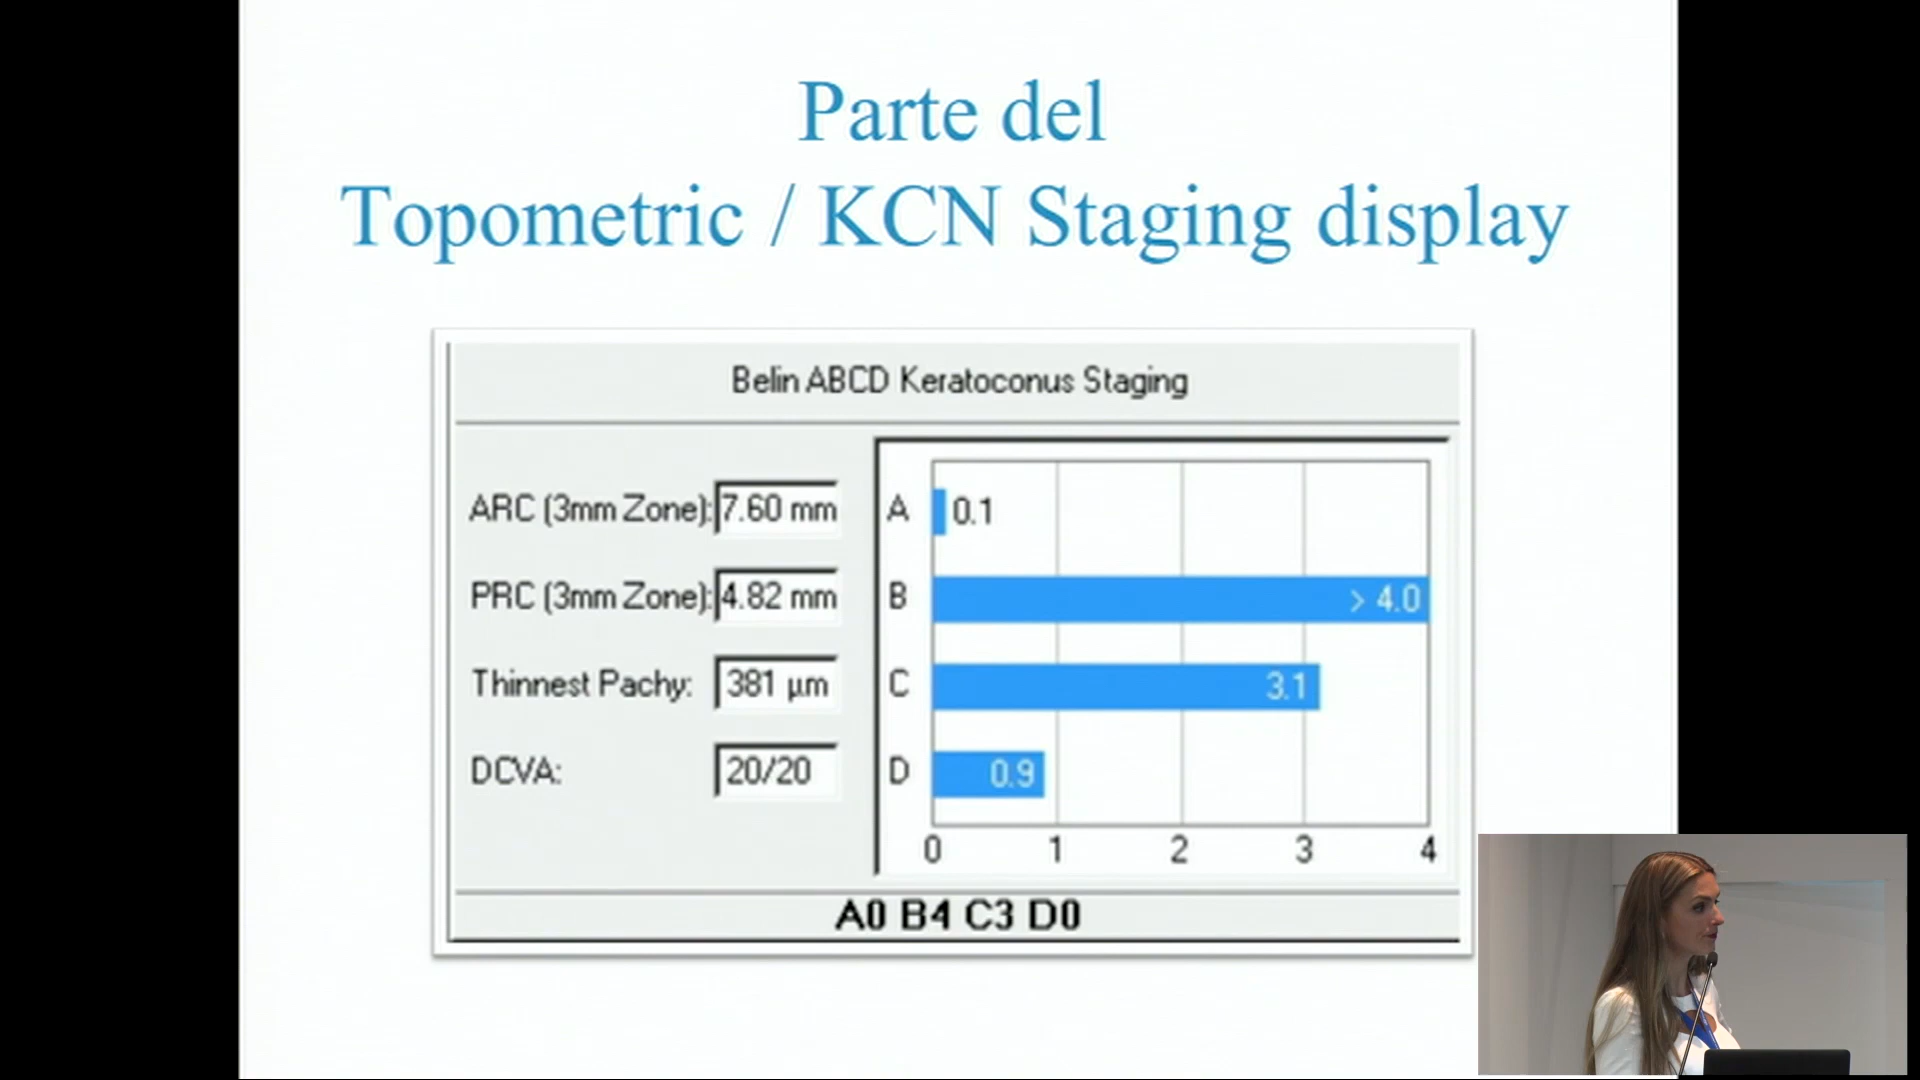 Parte del
Topometric / KCN Staging display
Belin ABCD Keratoconus Staging
ARC (3mm Zone): 7.60 mm
PRC (3mm Zone): 4.82 mm
Thinnest Pachy: 381 µm
DCVA: 20/20
A 0.1
B > 4.0
C 3.1
D 0.9
0 1 2 3 4
A0 B4 C3 D0